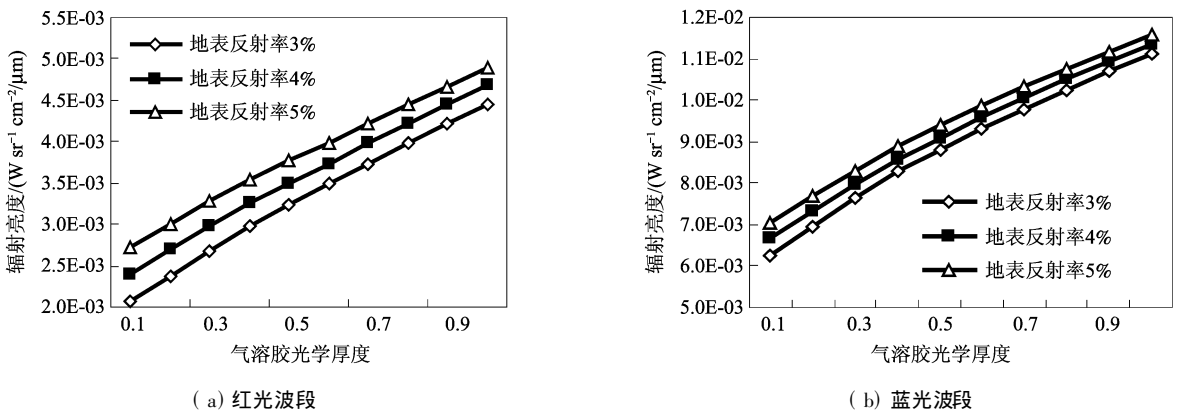 5.5E-03
5.0E-03
4.5E-03
4.0E-03
3.5E-03
3.0E-03
2.5E-03
2.0E-03
辐射亮度/(W sr⁻¹ cm⁻²/μm)
地表反射率3%
地表反射率4%
地表反射率5%
0.1 0.3 0.5 0.7 0.9
气溶胶光学厚度
(a) 红光波段
1.2E-02
1.1E-02
1.0E-02
9.0E-03
8.0E-03
7.0E-03
6.0E-03
5.0E-03
辐射亮度/(W sr⁻¹ cm⁻²/μm)
地表反射率3%
地表反射率4%
地表反射率5%
0.1 0.3 0.5 0.7 0.9
气溶胶光学厚度
(b) 蓝光波段